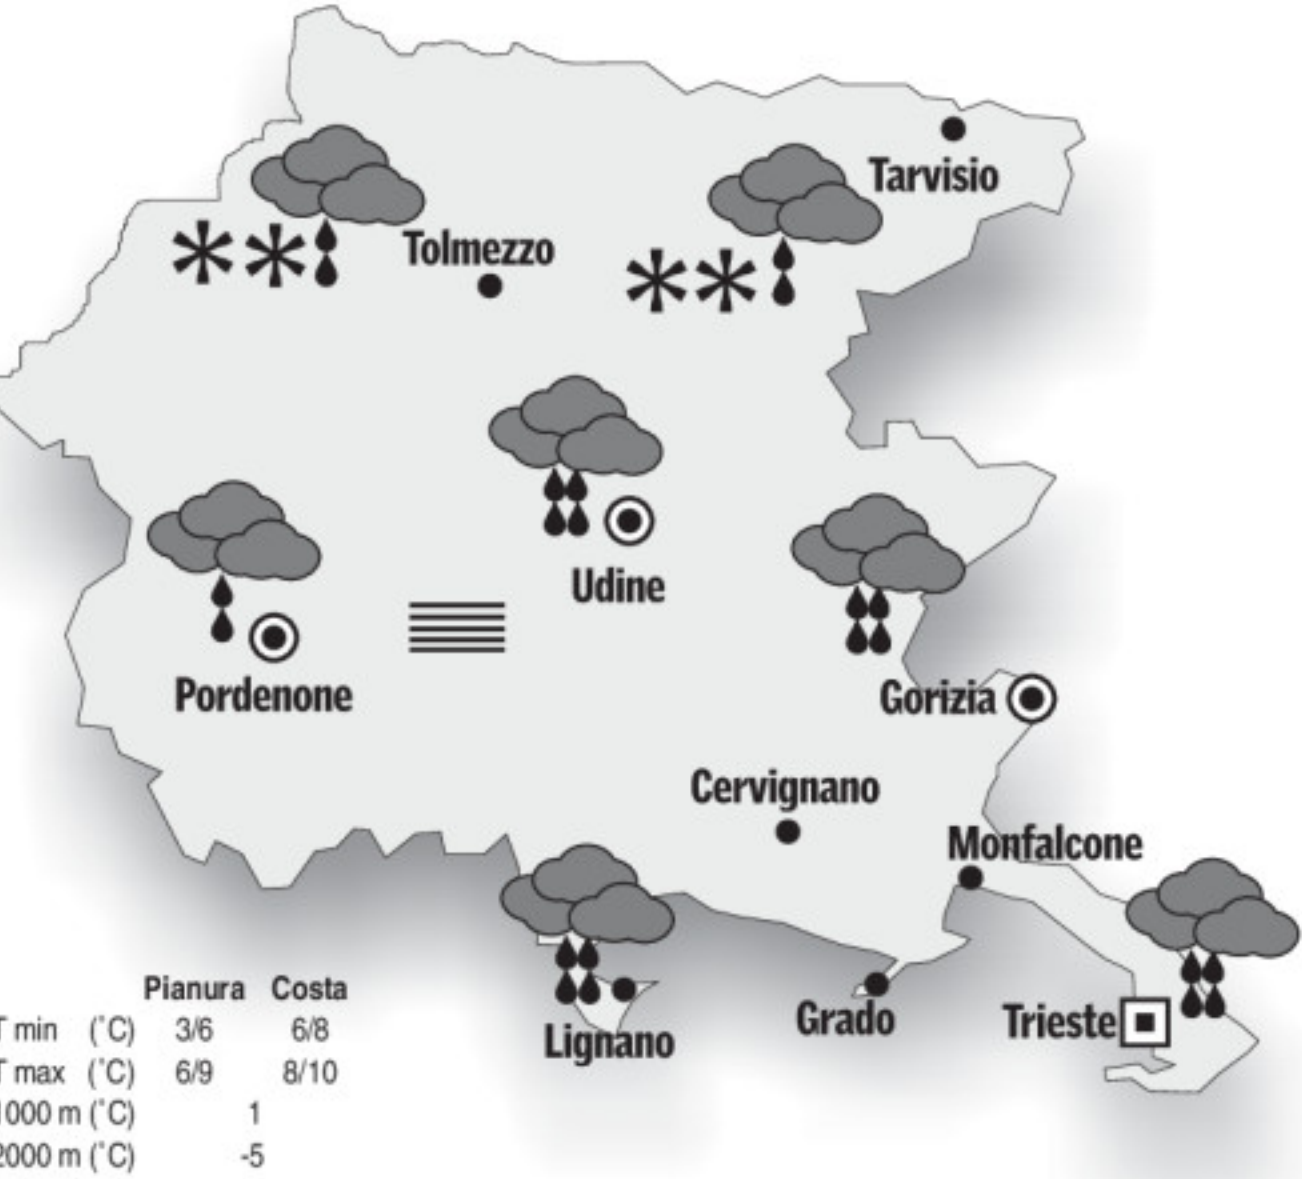 Tarvisio
Tolmezzo
Udine
Pordenone
Gorizia
Cervignano
Monfalcone
Pianura Costa
Grado
Trieste
Lignano
T min (°C) 3/6 6/8
T max (°C) 6/9 8/10
1000 m (°C) 1
2000 m (°C) -5